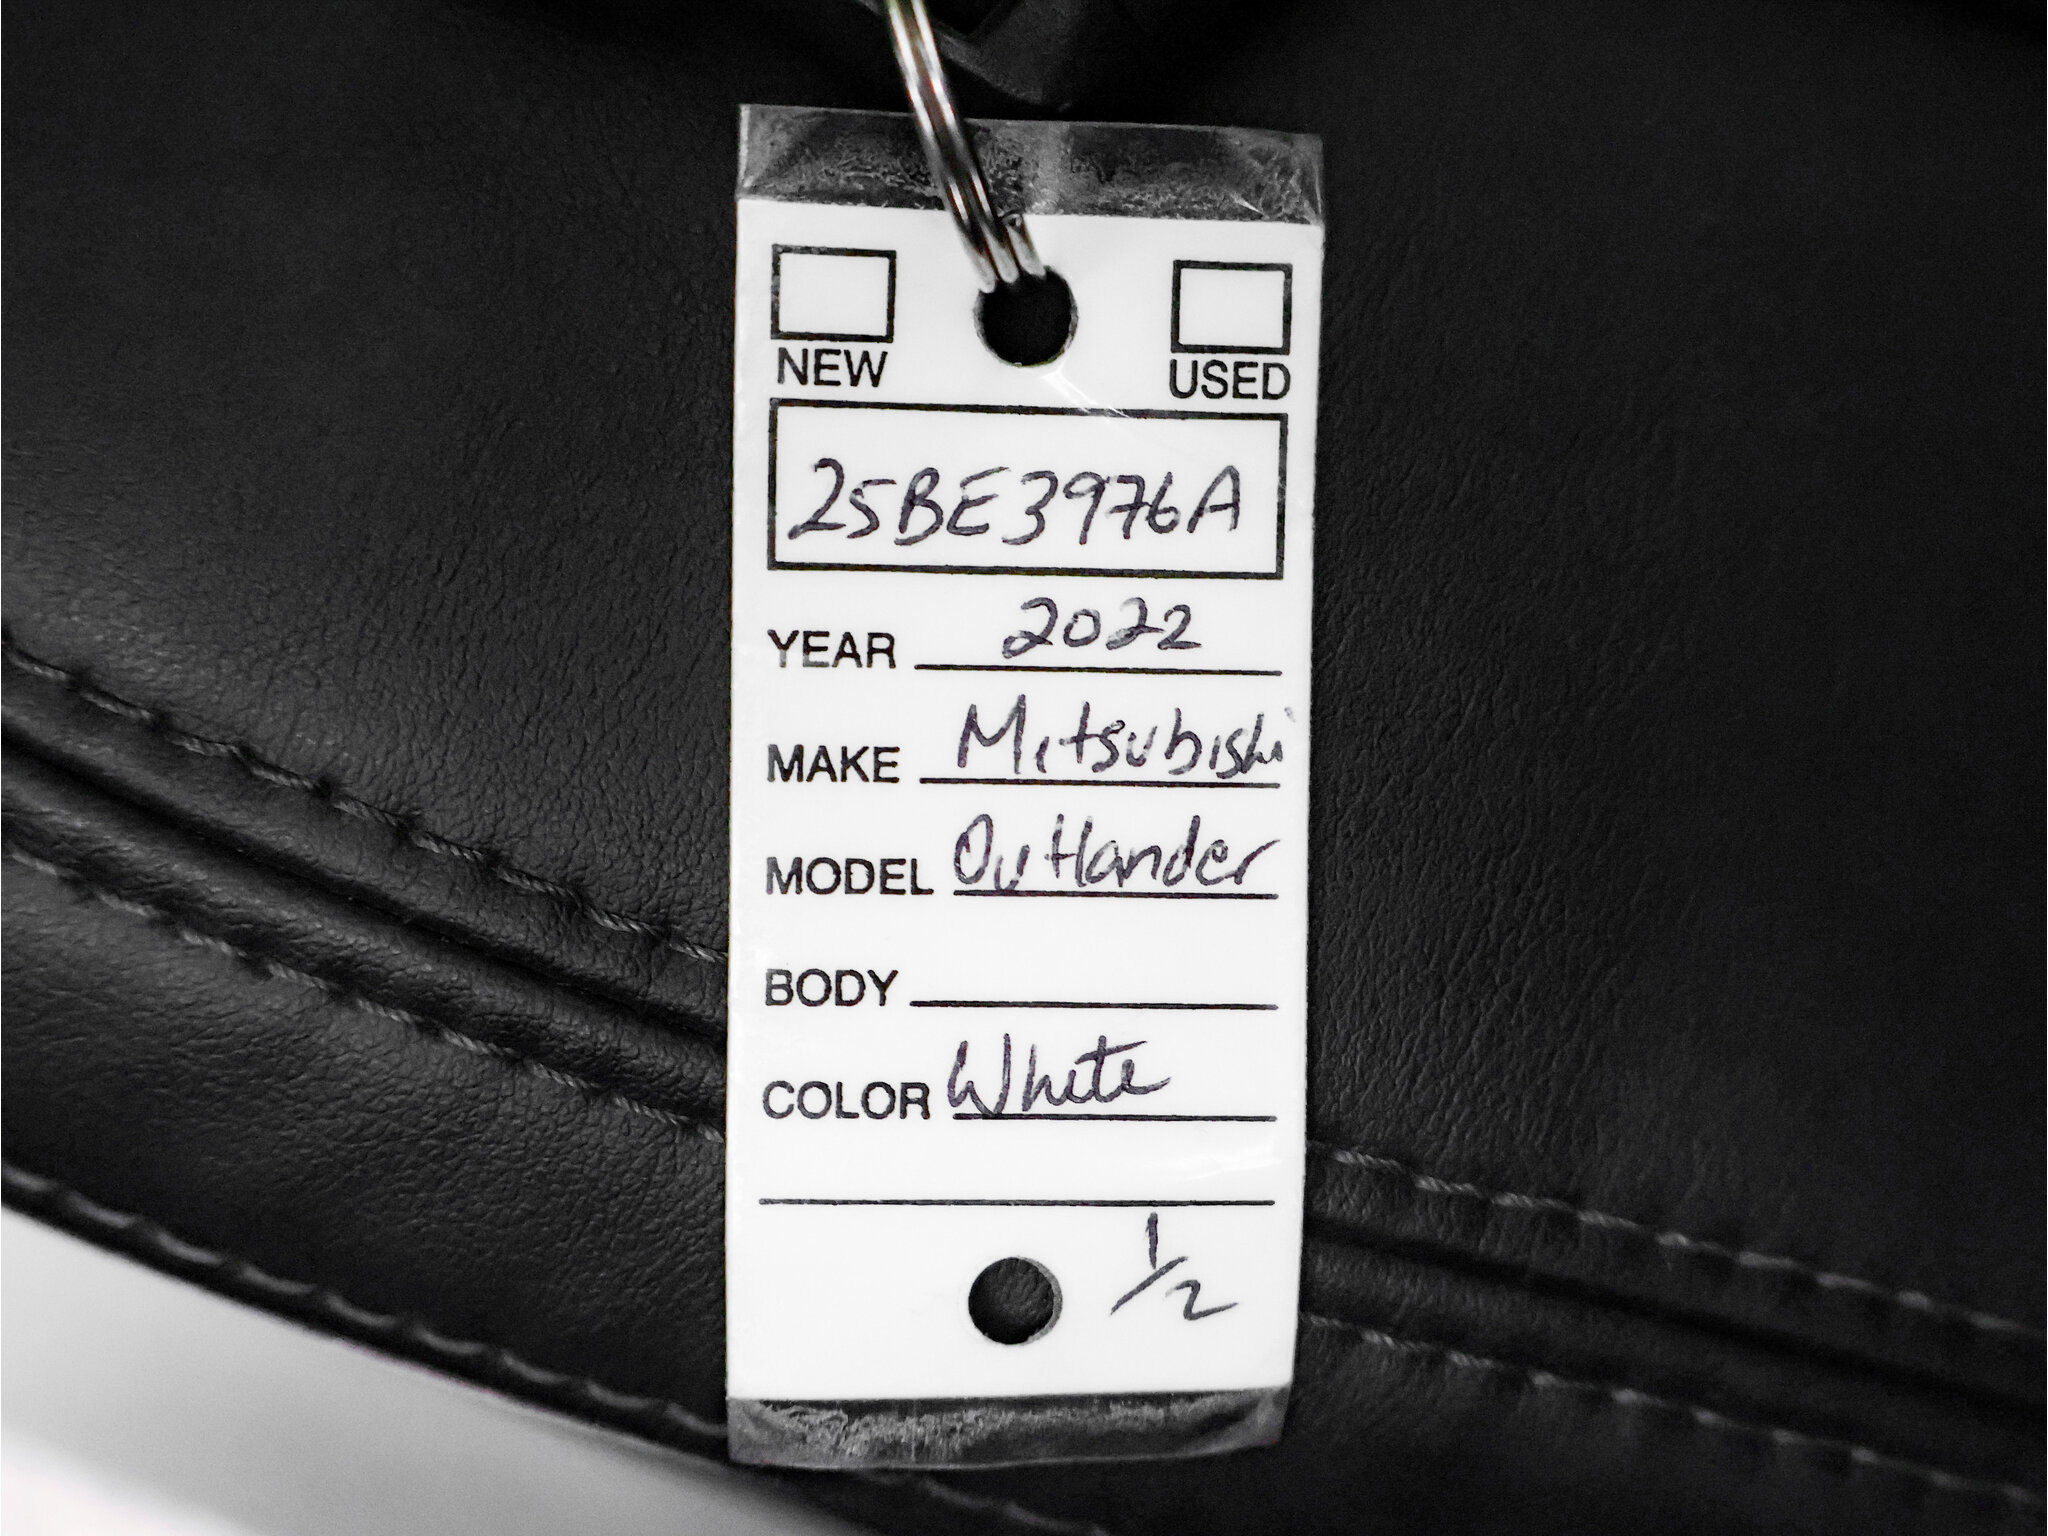 NEW USED
25BE3976A
YEAR 2022
MAKE Mitsubishi
MODEL Outlander
BODY
COLOR White
1/2